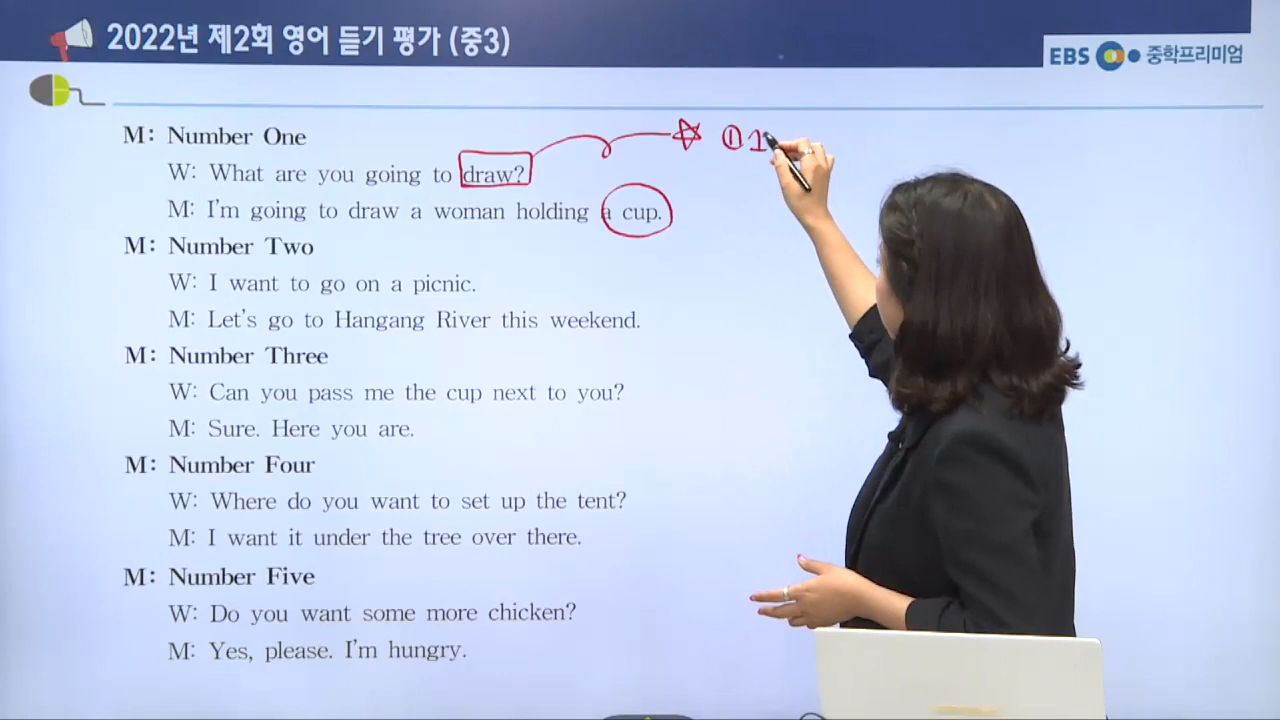 2022년 제2회 영어 듣기 평가 (중3)
EBS 중학프리미엄
M: Number One
W: What are you going to draw?
M: I'm going to draw a woman holding a cup.
M: Number Two
W: I want to go on a picnic.
M: Let's go to Hangang River this weekend.
M: Number Three
W: Can you pass me the cup next to you?
M: Sure. Here you are.
M: Number Four
W: Where do you want to set up the tent?
M: I want it under the tree over there.
M: Number Five
W: Do you want some more chicken?
M: Yes, please. I'm hungry.